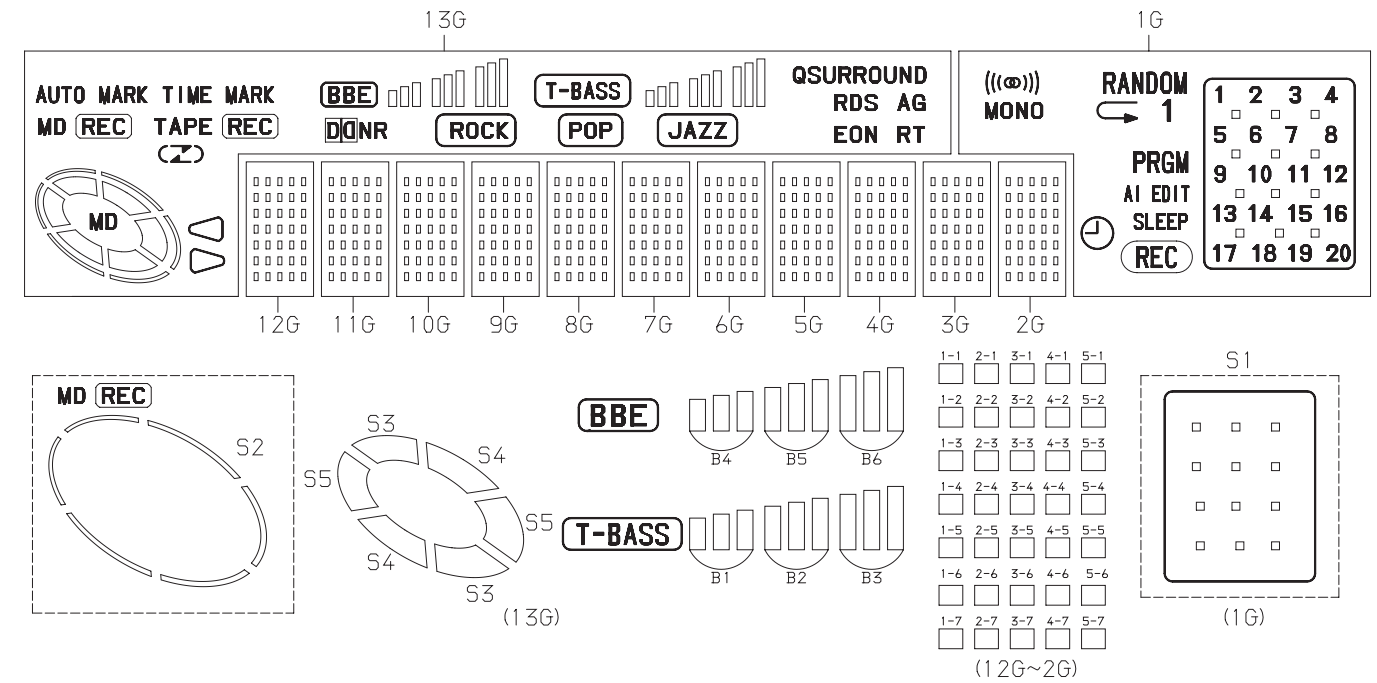 13G 1G
AUTO MARK TIME MARK BBE T-BASS QSURROUND ((( ))) RANDOM 1 2 3 4
MD REC TAPE REC DDNR ROCK POP JAZZ RDS AG MONO 1
EON RT 5 6 7 8
PRGM 9 10 11 12
AI EDIT
MD SLEEP 13 14 15 16
REC 17 18 19 20
12G 11G 10G 9G 8G 7G 6G 5G 4G 3G 2G
MD REC
S2
S3
S4
S5
S5
S4
S3
(13G)
BBE
B4 B5 B6
T-BASS
B1 B2 B3
1-1 2-1 3-1 4-1 5-1
1-2 2-2 3-2 4-2 5-2
1-3 2-3 3-3 4-3 5-3
1-4 2-4 3-4 4-4 5-4
1-5 2-5 3-5 4-5 5-5
1-6 2-6 3-6 4-6 5-6
1-7 2-7 3-7 4-7 5-7
(12G~2G)
S1
(1G)